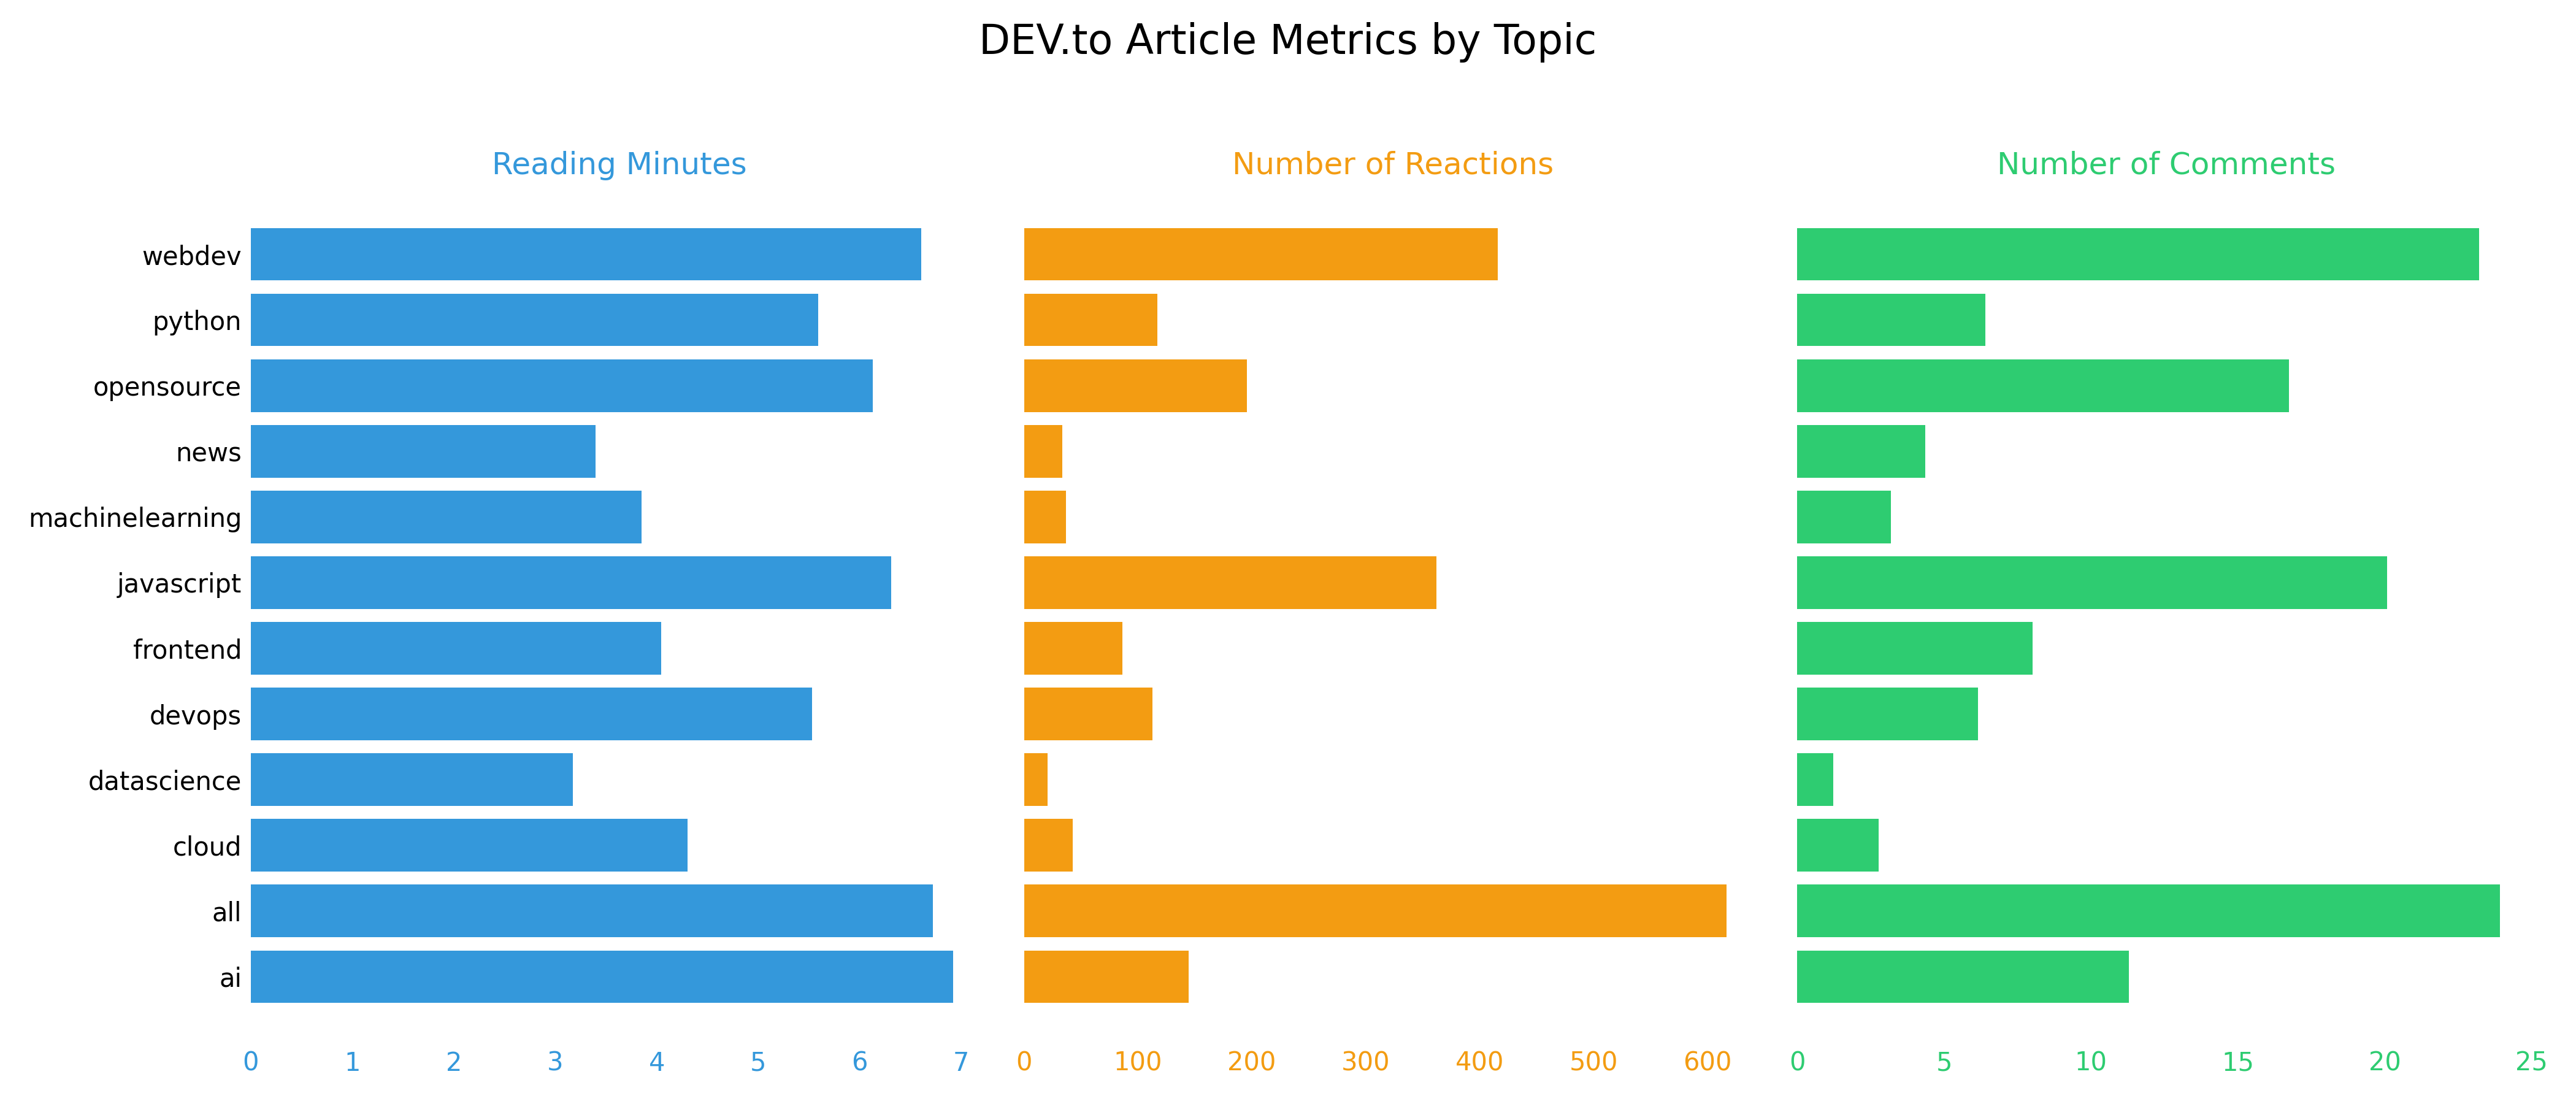 DEV.to Article Metrics by Topic
Reading Minutes
Number of Reactions
Number of Comments
webdev
python
opensource
news
machinelearning
javascript
frontend
devops
datascience
cloud
all
ai
0 1 2 3 4 5 6 7
0 100 200 300 400 500 600
0 5 10 15 20 25